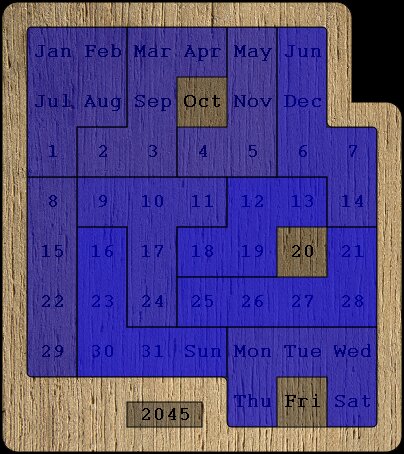 Jan Feb Mar Apr May Jun
Jul Aug Sep Oct Nov Dec
1 2 3 4 5 6 7
8 9 10 11 12 13 14
15 16 17 18 19 20 21
22 23 24 25 26 27 28
29 30 31 Sun Mon Tue Wed
Thu Fri Sat
2045